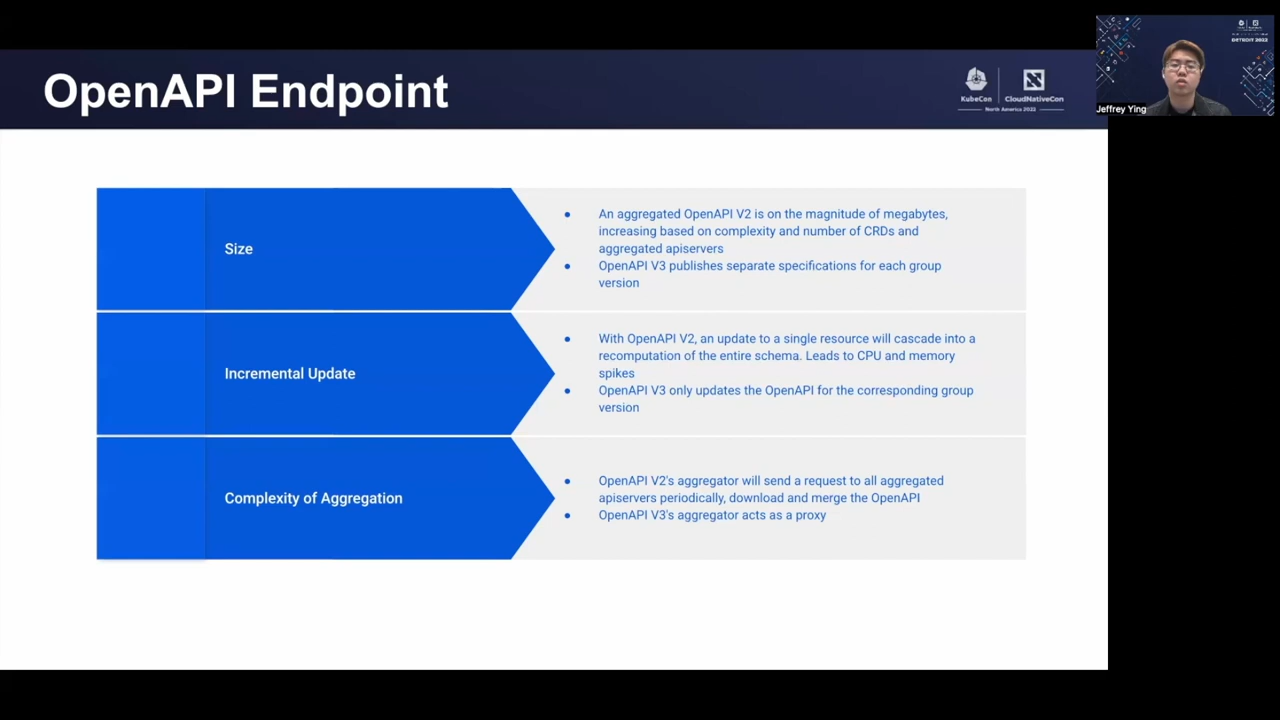 OpenAPI Endpoint
KubeCon
CloudNativeCon
North America 2022
DETROIT 2022
Jeffrey Ying
Size
● An aggregated OpenAPI V2 is on the magnitude of megabytes,
increasing based on complexity and number of CRDs and
aggregated apiservers
● OpenAPI V3 publishes separate specifications for each group
version
Incremental Update
● With OpenAPI V2, an update to a single resource will cascade into a
recomputation of the entire schema. Leads to CPU and memory
spikes
● OpenAPI V3 only updates the OpenAPI for the corresponding group
version
Complexity of Aggregation
● OpenAPI V2's aggregator will send a request to all aggregated
apiservers periodically, download and merge the OpenAPI
● OpenAPI V3's aggregator acts as a proxy